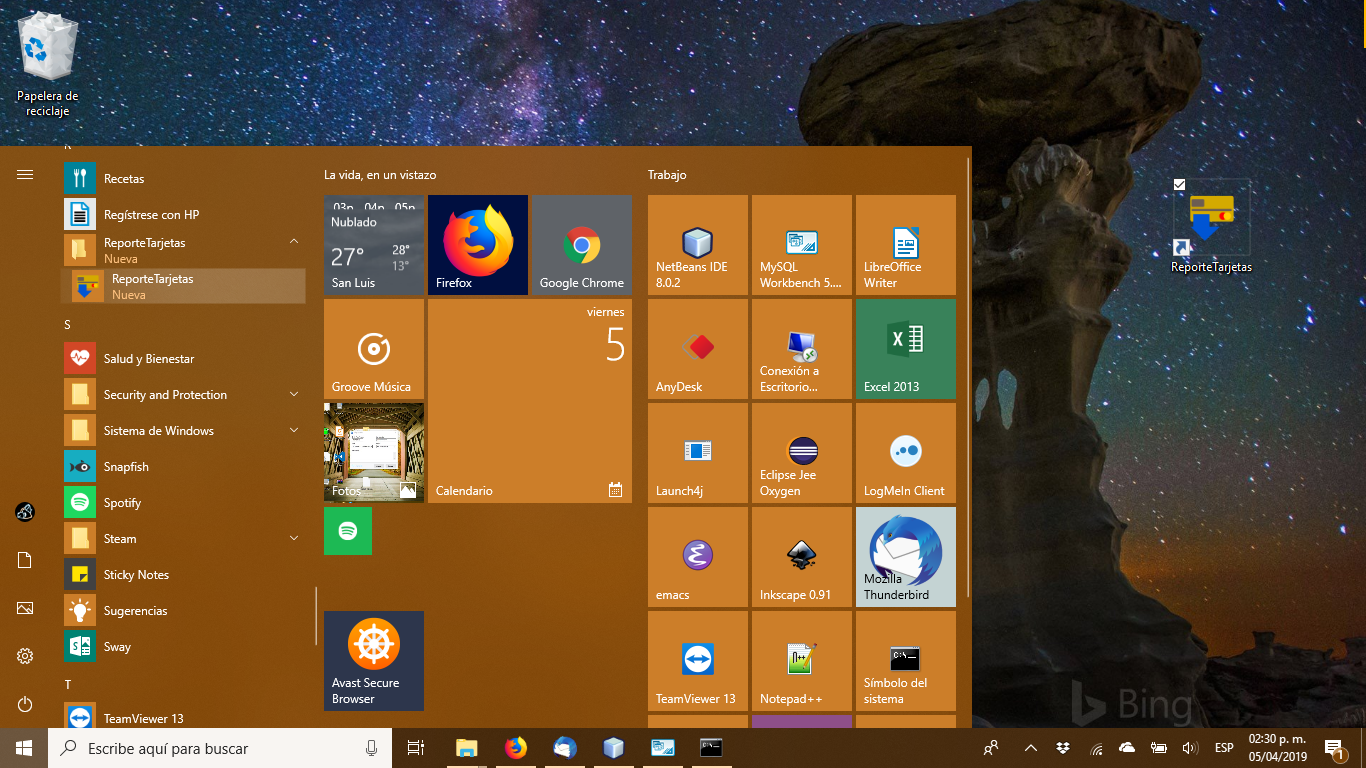 Papelera de
reciclaje
Recetas
Regístrese con HP
ReporteTarjetas
Nueva
ReporteTarjetas
Nueva
S
Salud y Bienestar
Security and Protection
Sistema de Windows
Snapfish
Spotify
Steam
Sticky Notes
Sugerencias
Sway
T
TeamViewer 13
La vida, en un vistazo
03p 04p 05p
Nublado
27°
28°
13°
San Luis
Firefox
Google Chrome
Groove Música
viernes
5
Calendario
Fotos
Avast Secure
Browser
Trabajo
NetBeans IDE
8.0.2
MySQL
Workbench 5....
LibreOffice
Writer
AnyDesk
Conexión a
Escritorio...
Excel 2013
Launch4j
Eclipse Jee
Oxygen
LogMeIn Client
emacs
Inkscape 0.91
Mozilla
Thunderbird
TeamViewer 13
Notepad++
C:\_
Símbolo del
sistema
ReporteTarjetas
Bing
Escribe aquí para buscar
ESP
02:30 p. m.
05/04/2019
1